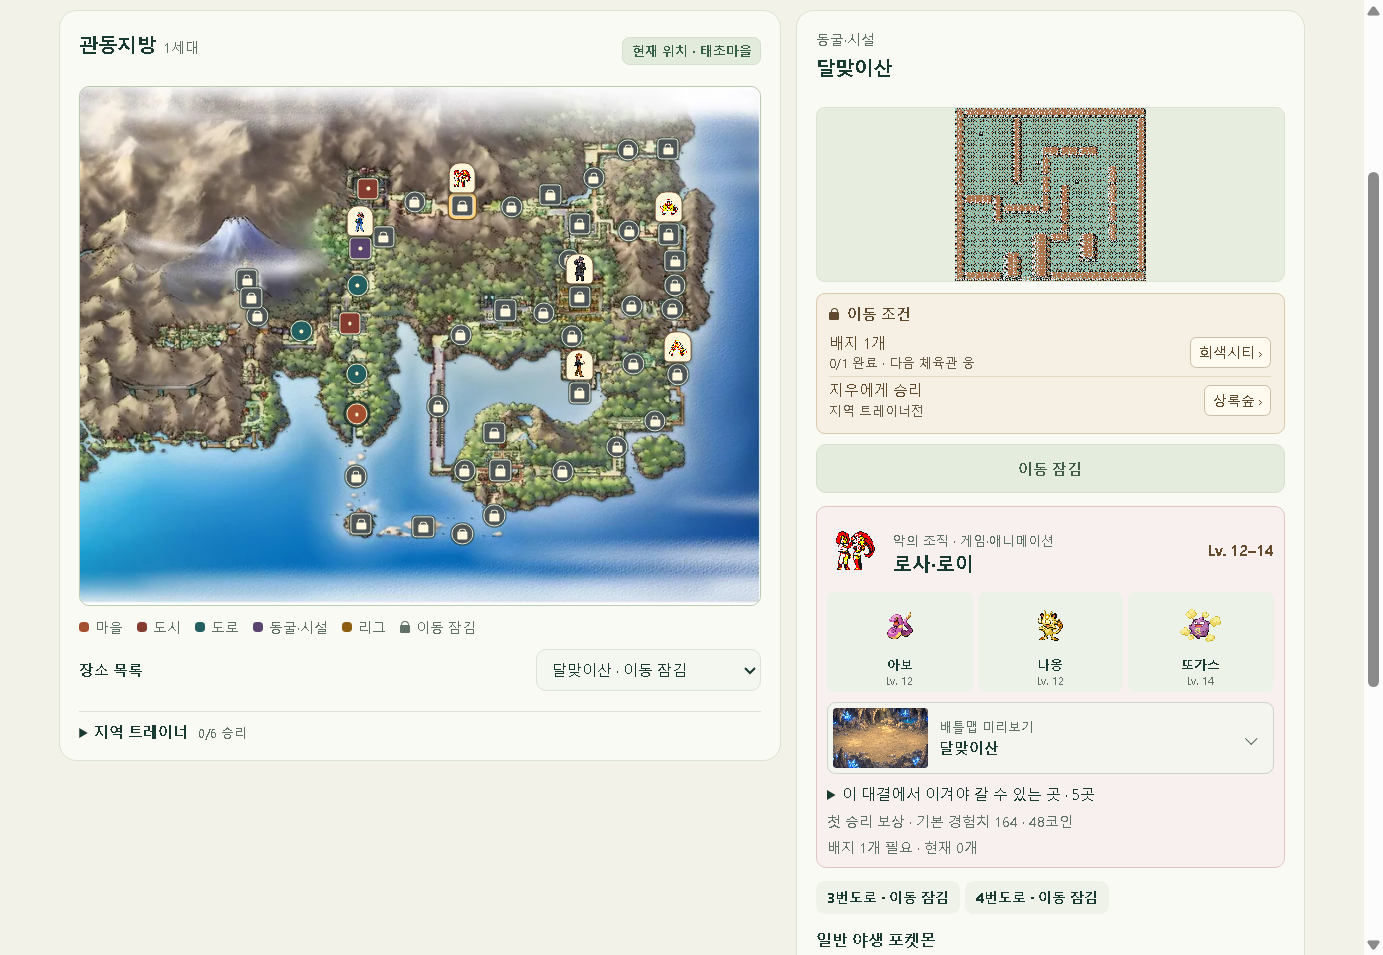 관동지방 1세대
현재 위치 · 태초마을
마을
도시
도로
동굴·시설
리그
이동 잠김
장소 목록
달맞이산 · 이동 잠김
지역 트레이너 0/6 승리
동굴·시설
달맞이산
이동 조건
배지 1개
0/1 완료 · 다음 체육관 웅
회색시티 ›
지우에게 승리
지역 트레이너전
상록숲 ›
이동 잠김
악의 조직 · 게임·애니메이션
로사·로이
Lv. 12–14
아보
Lv. 12
나옹
Lv. 12
또가스
Lv. 14
배틀맵 미리보기
달맞이산
이 대결에서 이겨야 갈 수 있는 곳 · 5곳
첫 승리 보상 · 기본 경험치 164 · 48코인
배지 1개 필요 · 현재 0개
3번도로 · 이동 잠김
4번도로 · 이동 잠김
일반 야생 포켓몬